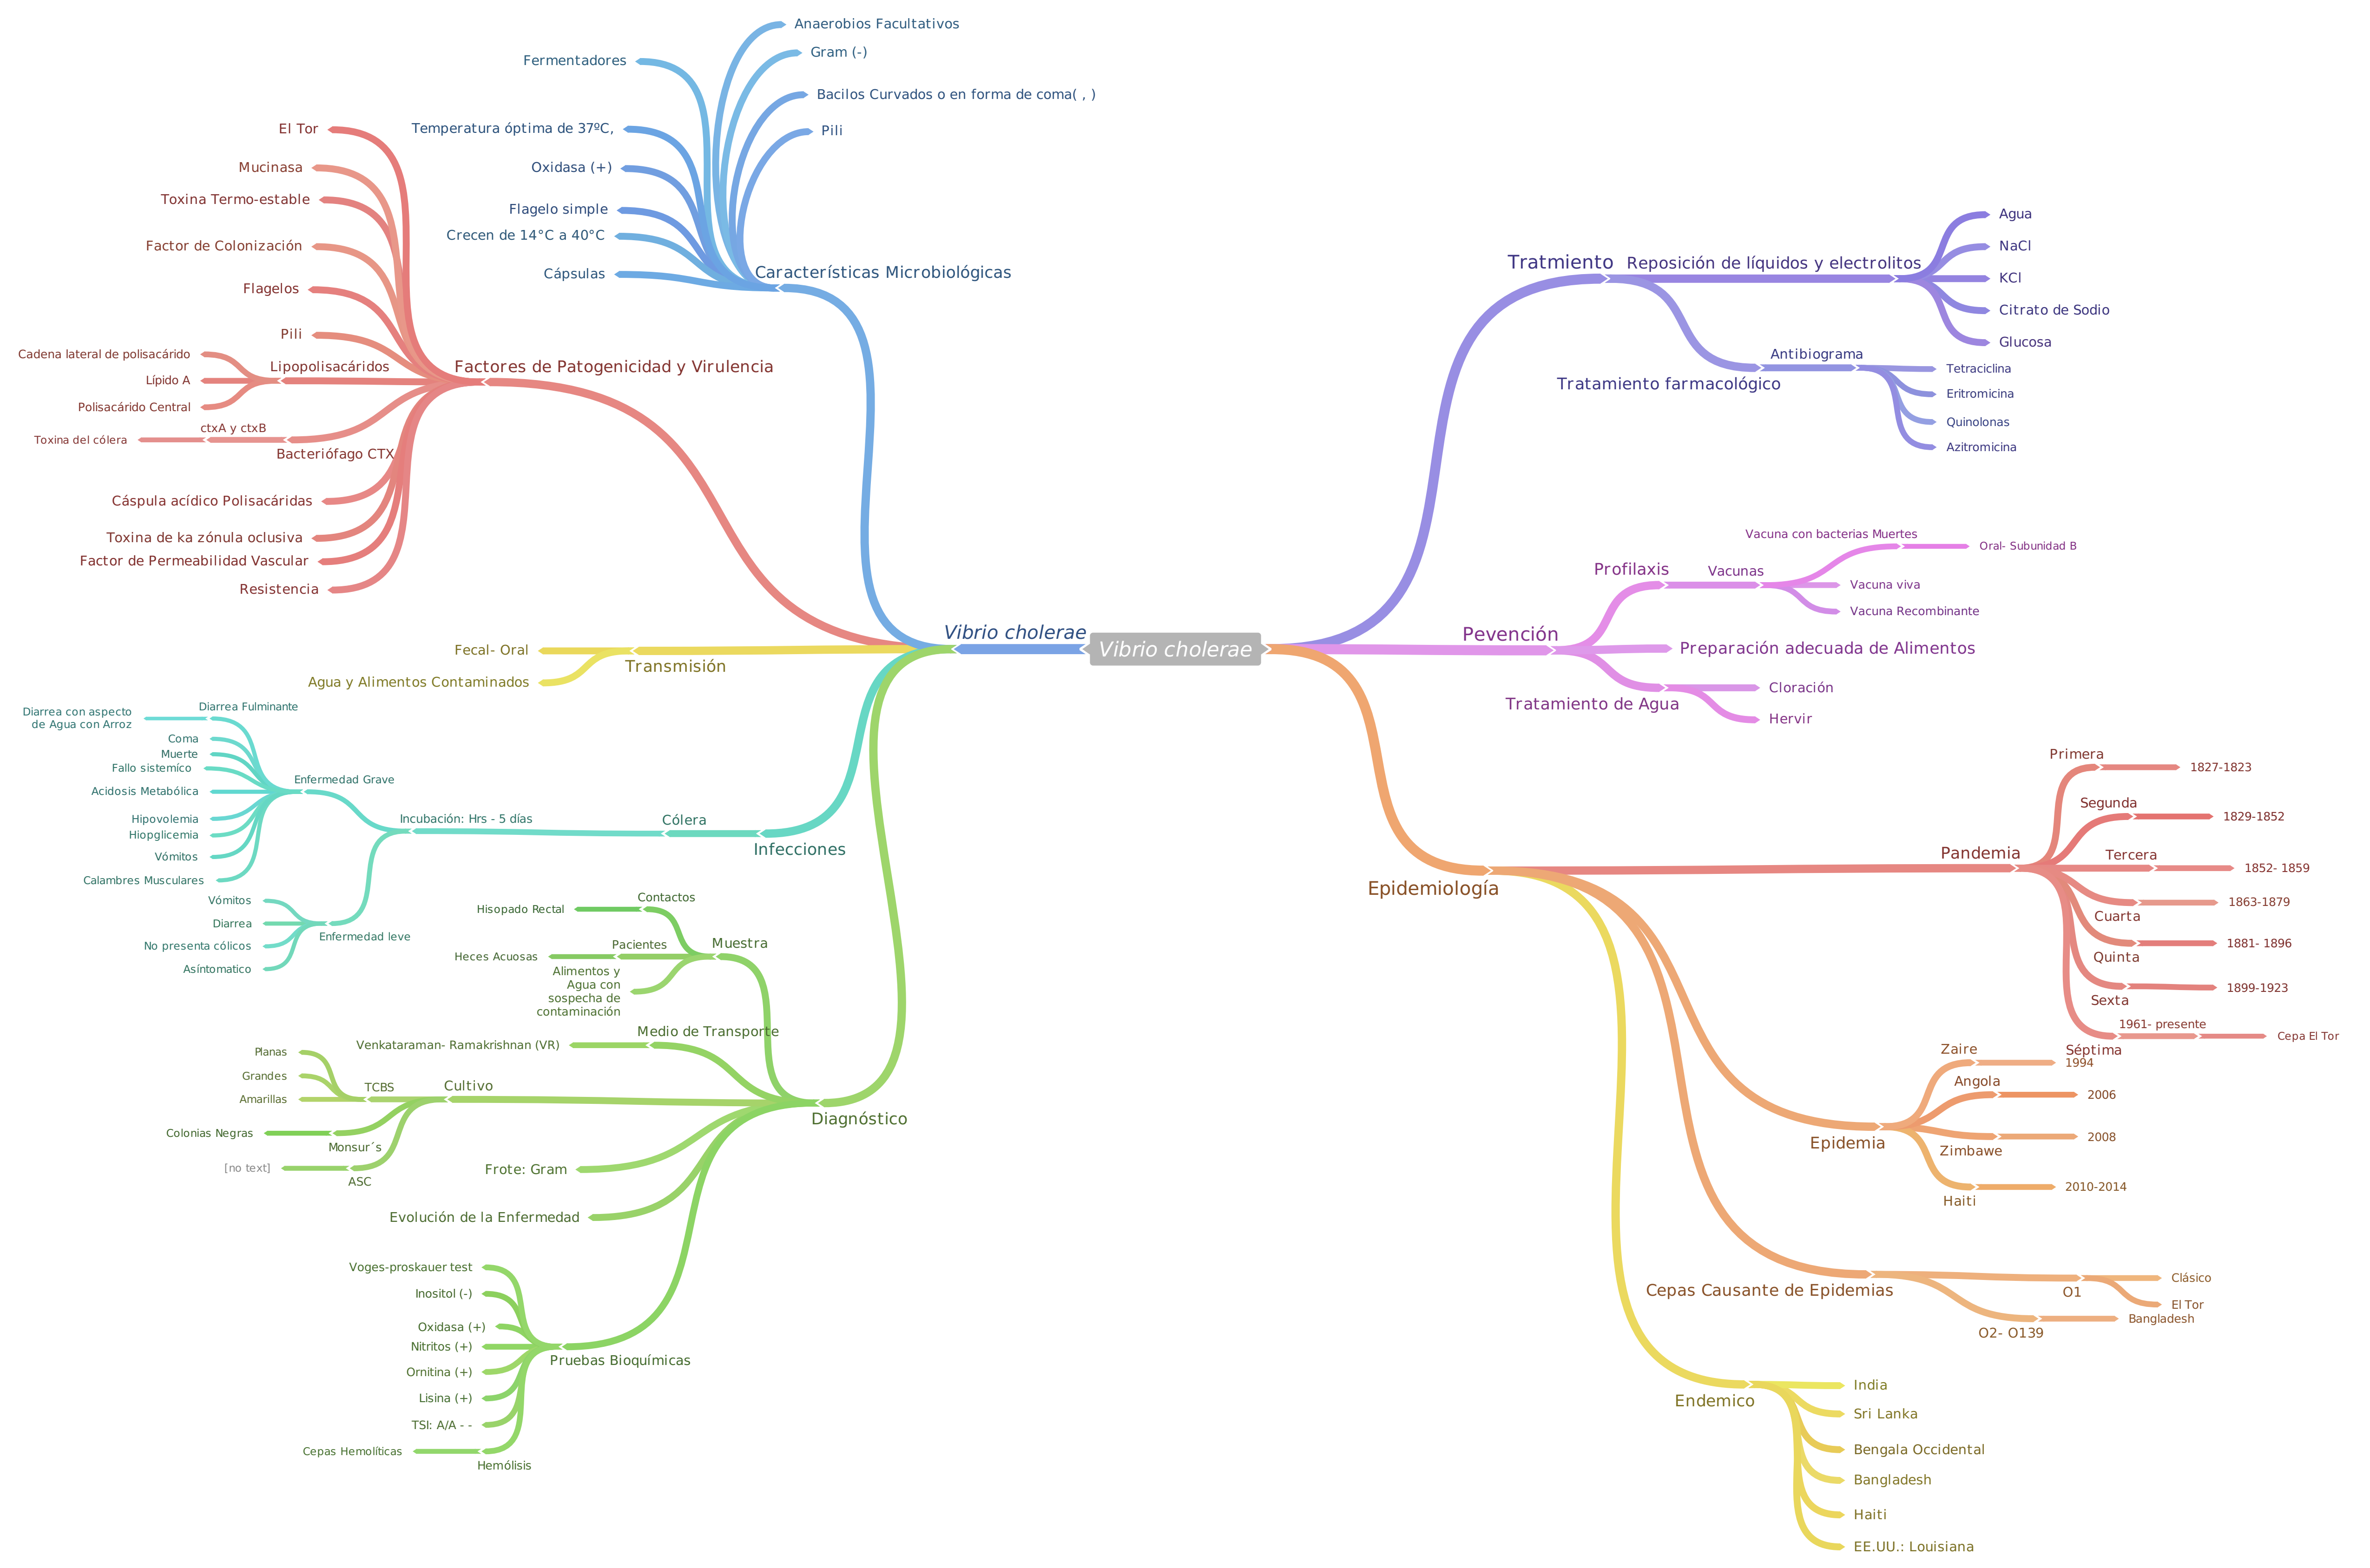 Vibrio cholerae
Vibrio cholerae
Características Microbiológicas
Anaerobios Facultativos
Gram (-)
Bacilos Curvados o en forma de coma( , )
Pili
Fermentadores
Temperatura óptima de 37ºC,
Oxidasa (+)
Flagelo simple
Crecen de 14°C a 40°C
Cápsulas
Factores de Patogenicidad y Virulencia
El Tor
Mucinasa
Toxina Termo-estable
Factor de Colonización
Flagelos
Pili
Lipopolisacáridos
Cadena lateral de polisacárido
Lípido A
Polisacárido Central
Bacteriófago CTX
ctxA y ctxB
Toxina del cólera
Cáspula acídico Polisacáridas
Toxina de ka zónula oclusiva
Factor de Permeabilidad Vascular
Resistencia
Transmisión
Fecal- Oral
Agua y Alimentos Contaminados
Infecciones
Cólera
Incubación: Hrs - 5 días
Enfermedad Grave
Diarrea Fulminante
Diarrea con aspecto
de Agua con Arroz
Coma
Muerte
Fallo sistemíco
Acidosis Metabólica
Hipovolemia
Hiopglicemia
Vómitos
Calambres Musculares
Enfermedad leve
Vómitos
Diarrea
No presenta cólicos
Asíntomatico
Diagnóstico
Muestra
Contactos
Hisopado Rectal
Pacientes
Heces Acuosas
Alimentos y
Agua con
sospecha de
contaminación
Medio de Transporte
Venkataraman- Ramakrishnan (VR)
Cultivo
TCBS
Planas
Grandes
Amarillas
Monsur´s
Colonias Negras
ASC
[no text]
Frote: Gram
Evolución de la Enfermedad
Pruebas Bioquímicas
Voges-proskauer test
Inositol (-)
Oxidasa (+)
Nitritos (+)
Ornitina (+)
Lisina (+)
TSI: A/A - -
Hemólisis
Cepas Hemolíticas
Tratmiento
Reposición de líquidos y electrolitos
Agua
NaCl
KCl
Citrato de Sodio
Glucosa
Tratamiento farmacológico
Antibiograma
Tetraciclina
Eritromicina
Quinolonas
Azitromicina
Pevención
Profilaxis
Vacunas
Vacuna con bacterias Muertes
Oral- Subunidad B
Vacuna viva
Vacuna Recombinante
Preparación adecuada de Alimentos
Tratamiento de Agua
Cloración
Hervir
Epidemiología
Pandemia
Primera
1827-1823
Segunda
1829-1852
Tercera
1852- 1859
Cuarta
1863-1879
Quinta
1881- 1896
Sexta
1899-1923
Séptima
1961- presente
Cepa El Tor
Epidemia
Zaire
1994
Angola
2006
Zimbawe
2008
Haiti
2010-2014
Cepas Causante de Epidemias
O1
Clásico
El Tor
O2- O139
Bangladesh
Endemico
India
Sri Lanka
Bengala Occidental
Bangladesh
Haiti
EE.UU.: Louisiana